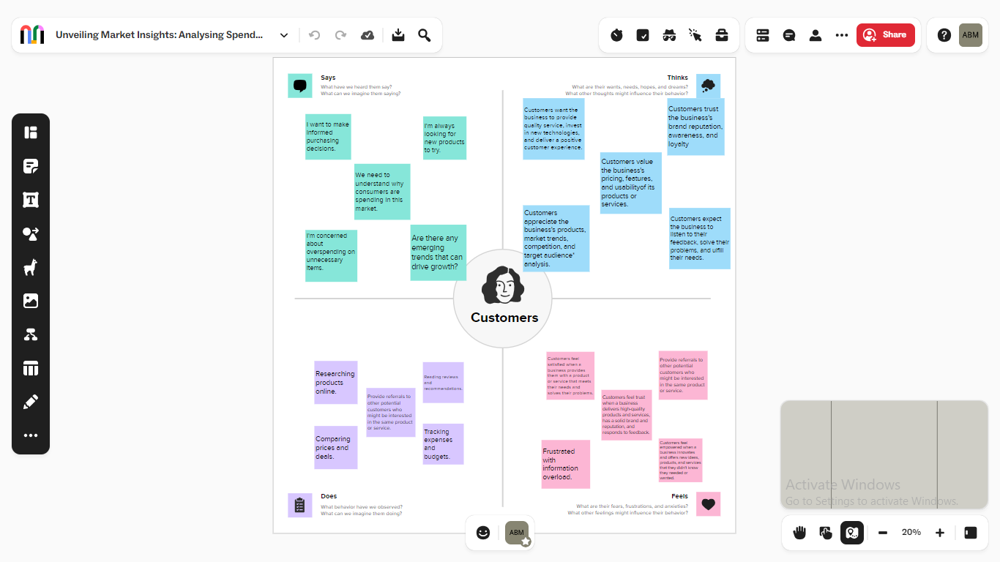 Unveiling Market Insights: Analysing Spend...
Share
ABM
Says
What have we heard them say?
What can we imagine them saying?
Thinks
What are their wants, needs, hopes, and dreams?
What other thoughts might influence their behavior?
I want to make
informed
purchasing
decisions.
I'm always
looking for
new products
to try.
We need to
understand why
consumers are
spending in this
market.
I'm concerned
about
overspending on
unnecessary
items.
Are there any
emerging
trends that can
drive growth?
Customers want the
business to provide
quality service, invest
in new technologies,
and deliver a positive
customer experience.
Customers trust
the business's
brand reputation,
awareness, and
loyalty
Customers value
the business's
pricing, features,
and usabilityof its
products or
services.
Customers
appreciate the
business's products,
market trends,
competition, and
target audience'
analysis.
Customers expect
the business to
listen to their
feedback, solve their
problems, and ulfill
their needs.
Customers
Researching
products
online.
Reading reviews
and
recommendations.
Provide referrals to
other potential
customers who
might be interested
in the same product
or service.
Comparing
prices and
deals.
Tracking
expenses
and
budgets.
Customers feel
satisfied when a
business provides
them with a product
or service that meets
their needs and
solves their problems.
Provide referrals to
other potential
customers who
might be interested
in the same product
or service.
Customers feel trust
when a business
delivers high-quality
products and services,
has a solid brand and
reputation, and
responds to feedback.
Frustrated
with
information
overload.
Customers feel
empowered when a
business innovates
and offers new ideas,
products, and services
that they didn't know
they needed or
wanted.
Does
What behavior have we observed?
What can we imagine them doing?
Feels
What are their fears, frustrations, and anxieties?
What other feelings might influence their behavior?
ABM
Activate Windows
Go to Settings to activate Windows.
20%